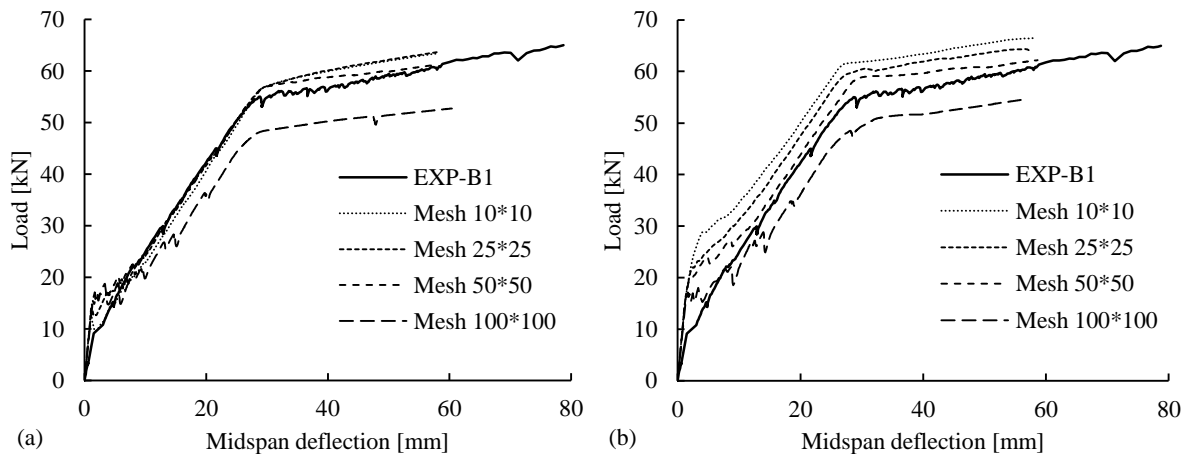 70
60
50
40
30
20
10
0
Load [kN]
EXP-B1
Mesh 10*10
Mesh 25*25
Mesh 50*50
Mesh 100*100
0 20 40 60 80
(a) Midspan deflection [mm]
70
60
50
40
30
20
10
0
Load [kN]
EXP-B1
Mesh 10*10
Mesh 25*25
Mesh 50*50
Mesh 100*100
0 20 40 60 80
(b) Midspan deflection [mm]